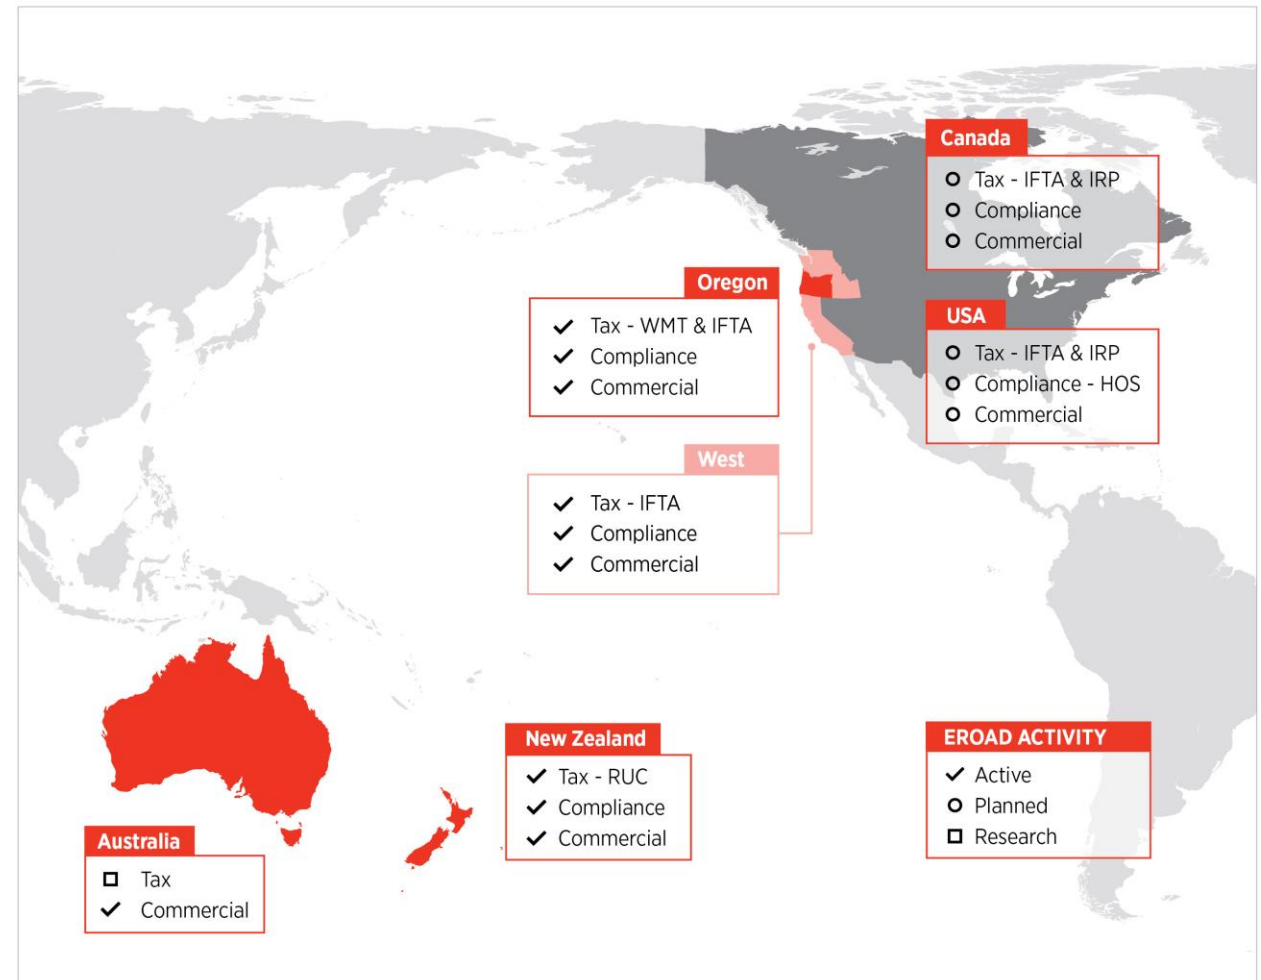 Canada
Tax - IFTA & IRP
Compliance
Commercial
Oregon
Tax - WMT & IFTA
Compliance
Commercial
USA
Tax - IFTA & IRP
Compliance - HOS
Commercial
West
Tax - IFTA
Compliance
Commercial
New Zealand
Tax - RUC
Compliance
Commercial
EROAD ACTIVITY
Active
Planned
Research
Australia
Tax
Commercial